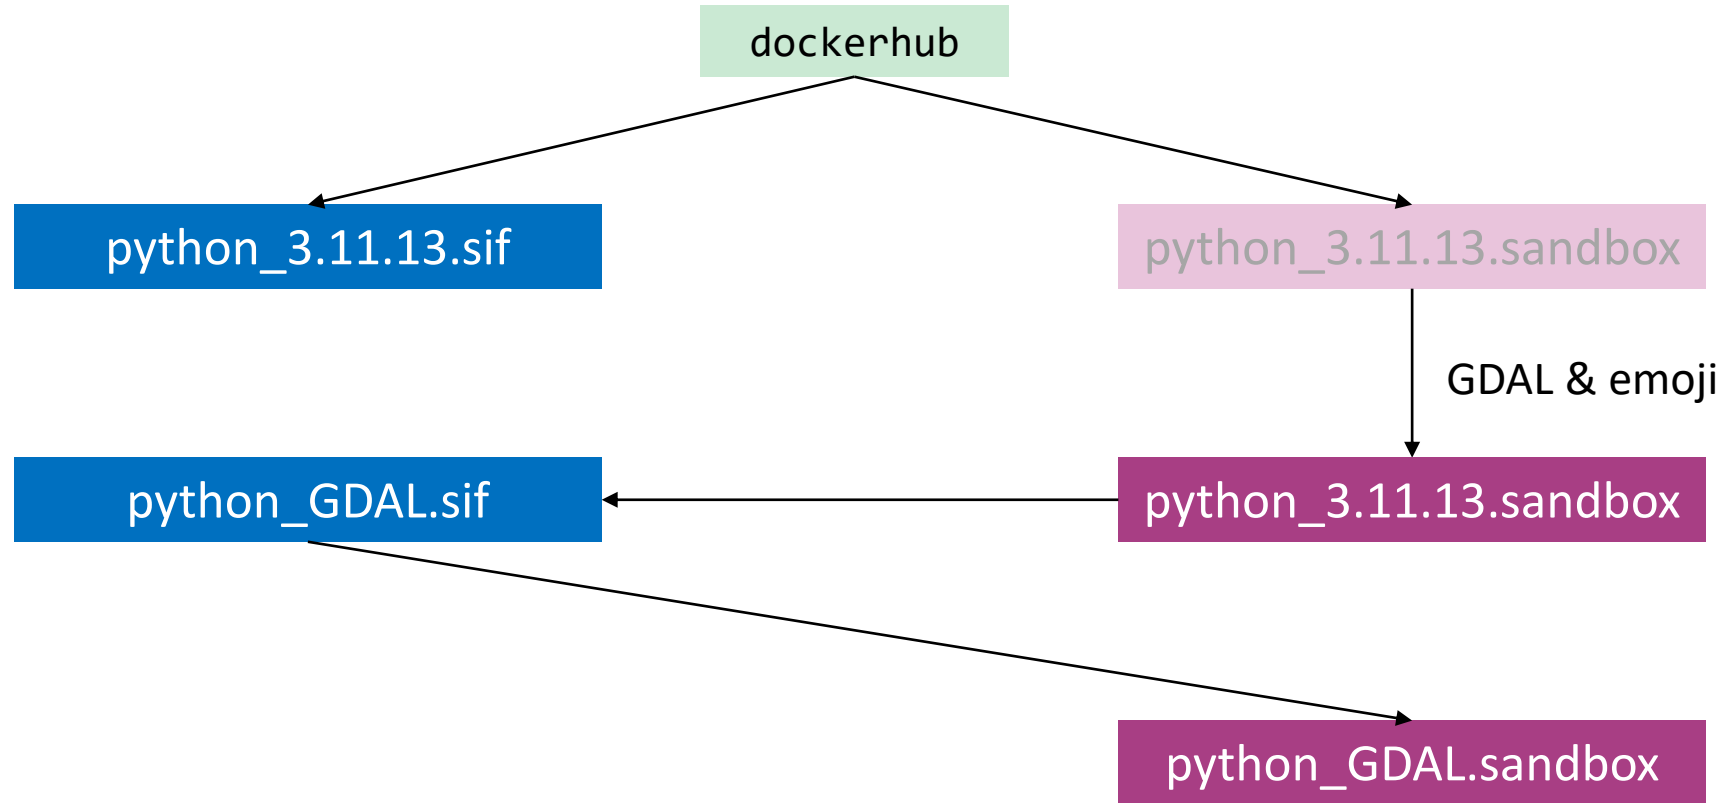 dockerhub
python_3.11.13.sif
python_3.11.13.sandbox
GDAL & emoji
python_GDAL.sif
python_3.11.13.sandbox
python_GDAL.sandbox